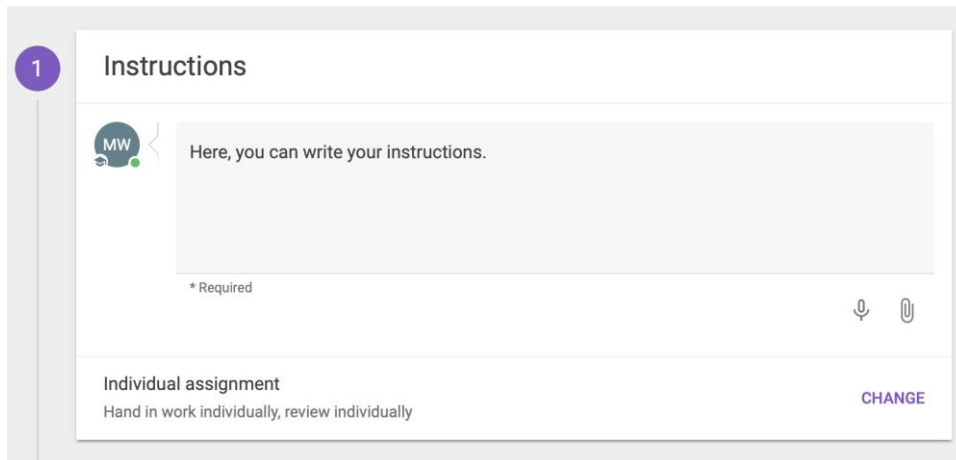 1
Instructions
MW
Here, you can write your instructions.
* Required
Individual assignment
Hand in work individually, review individually
CHANGE